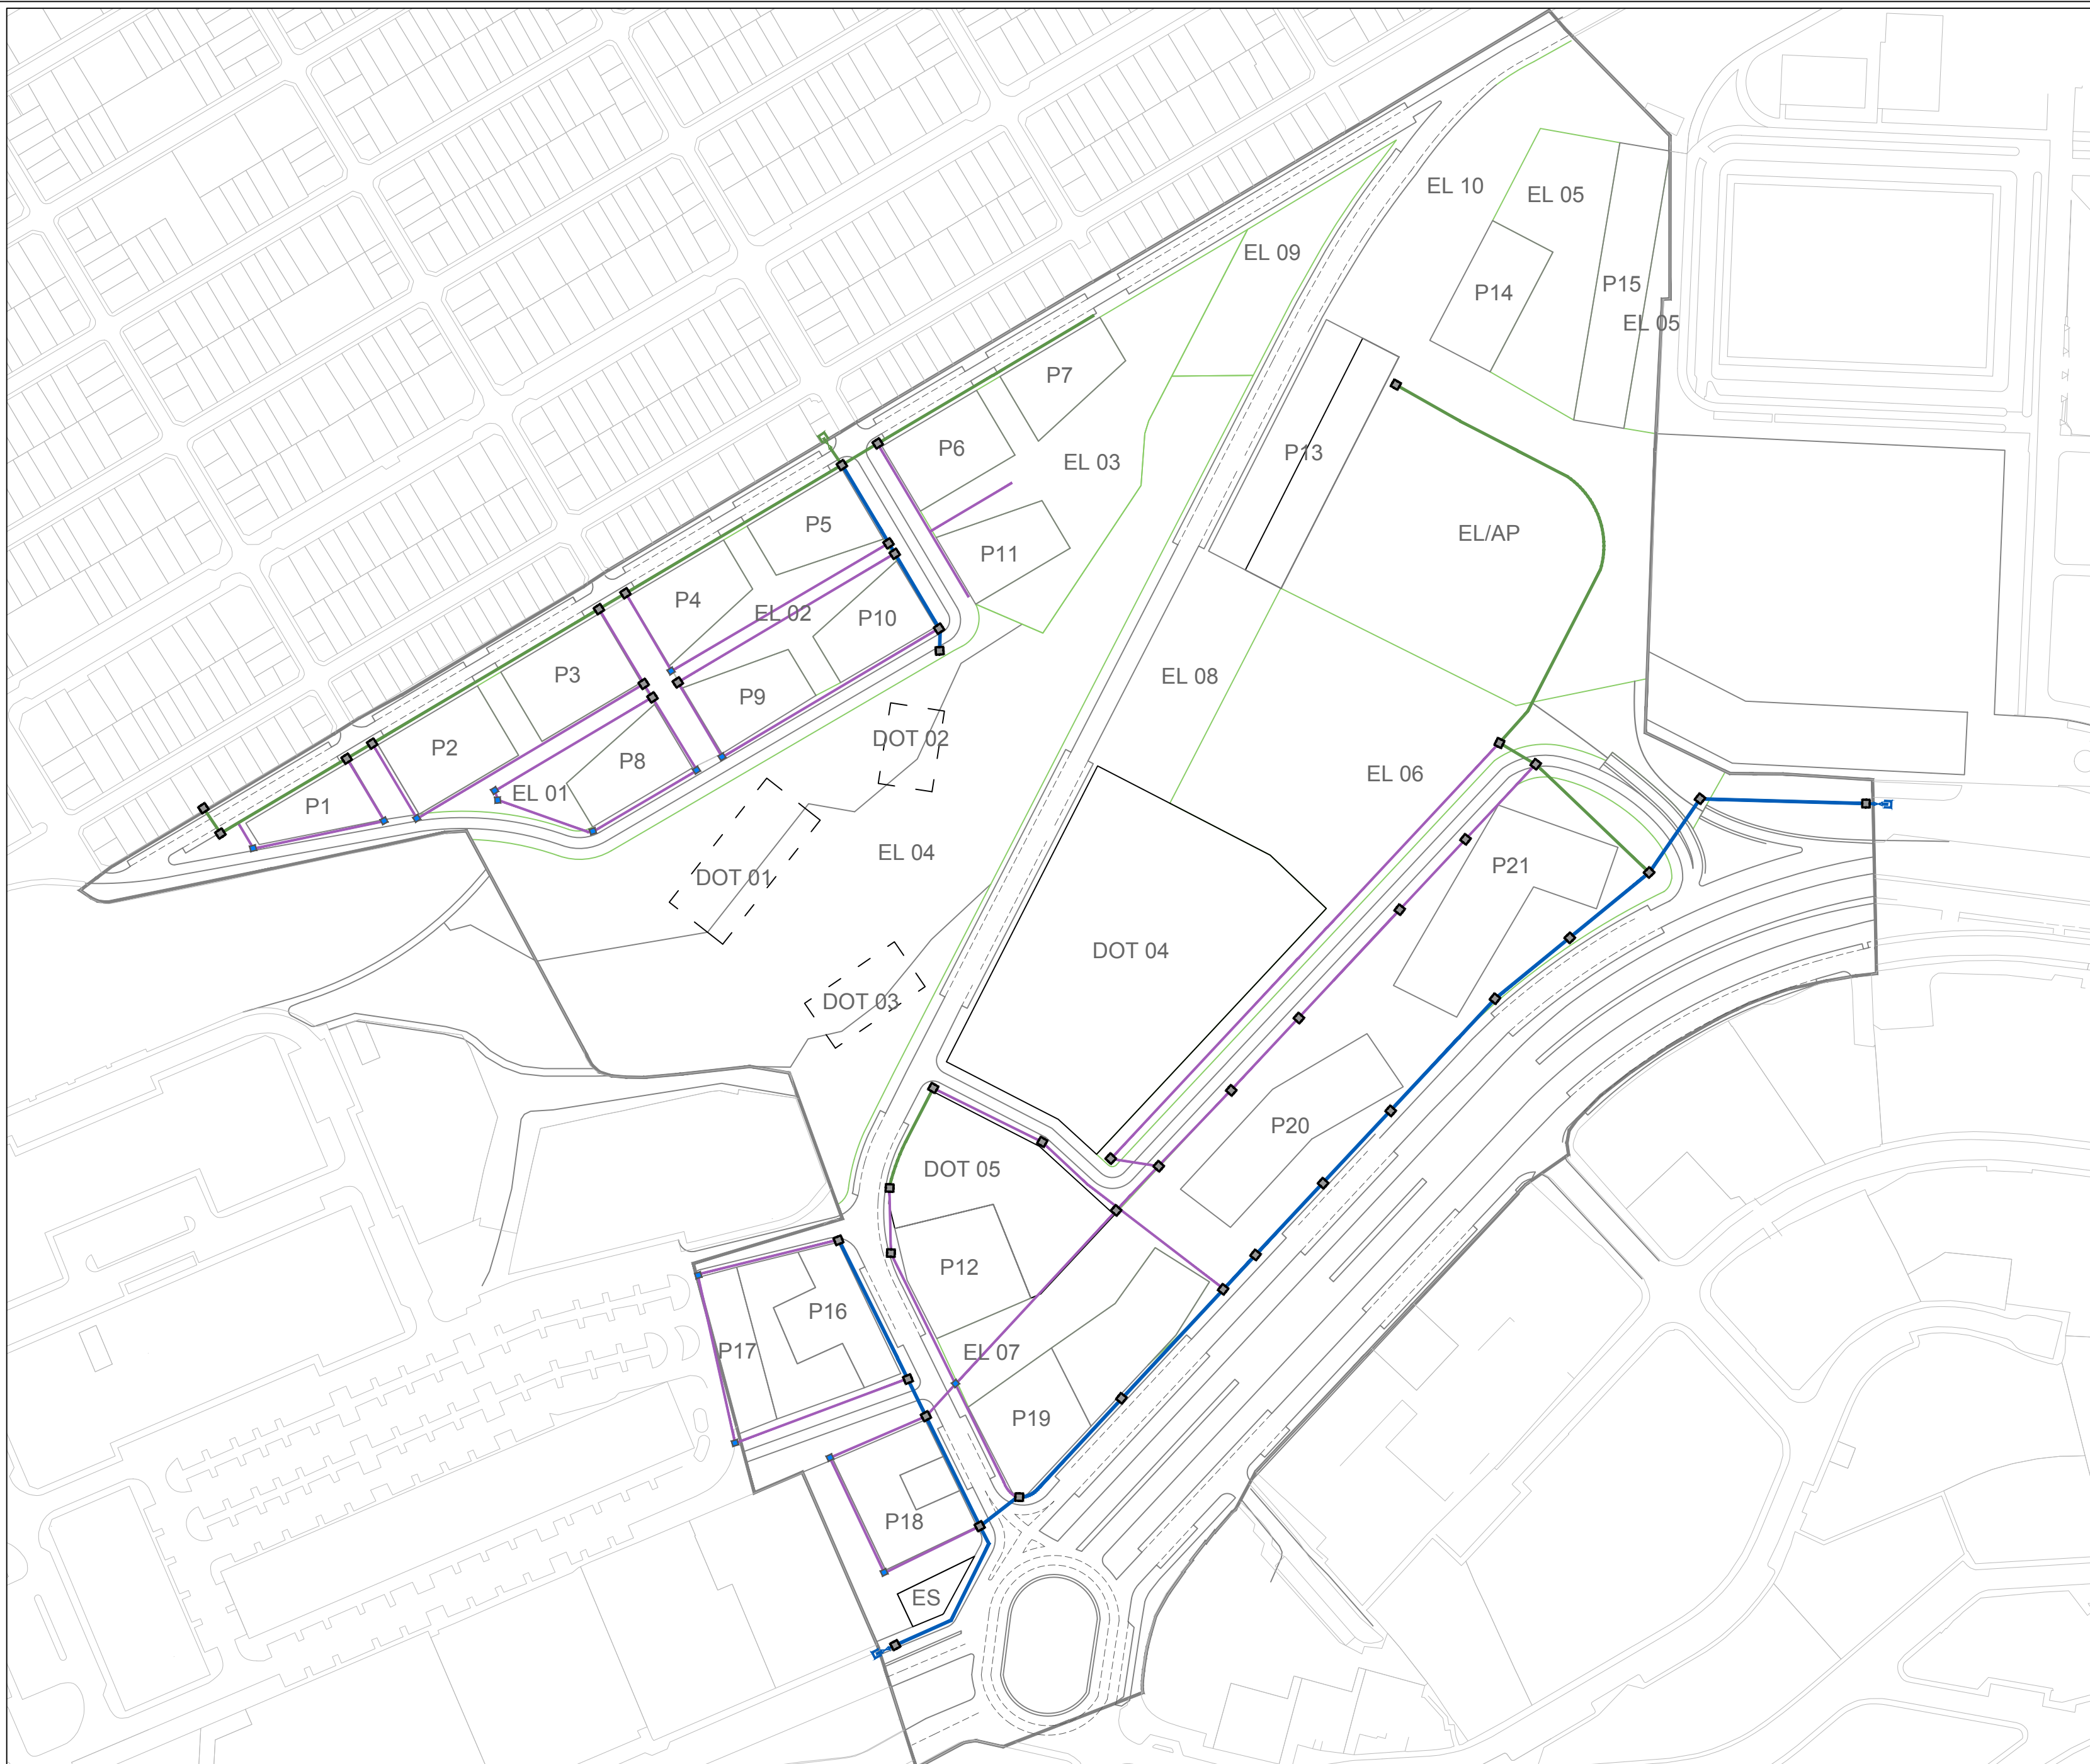 EL 10
EL 05
EL 09
P15
P14
EL 05
P7
P6
EL 03
P13
P5
P11
EL/AP
P4
EL 02
P10
P3
EL 08
P9
P2
DOT 02
P8
EL 06
EL 01
P1
EL 04
P21
DOT 01
DOT 04
DOT 03
P20
DOT 05
P12
P16
P17
EL 07
P19
P18
ES